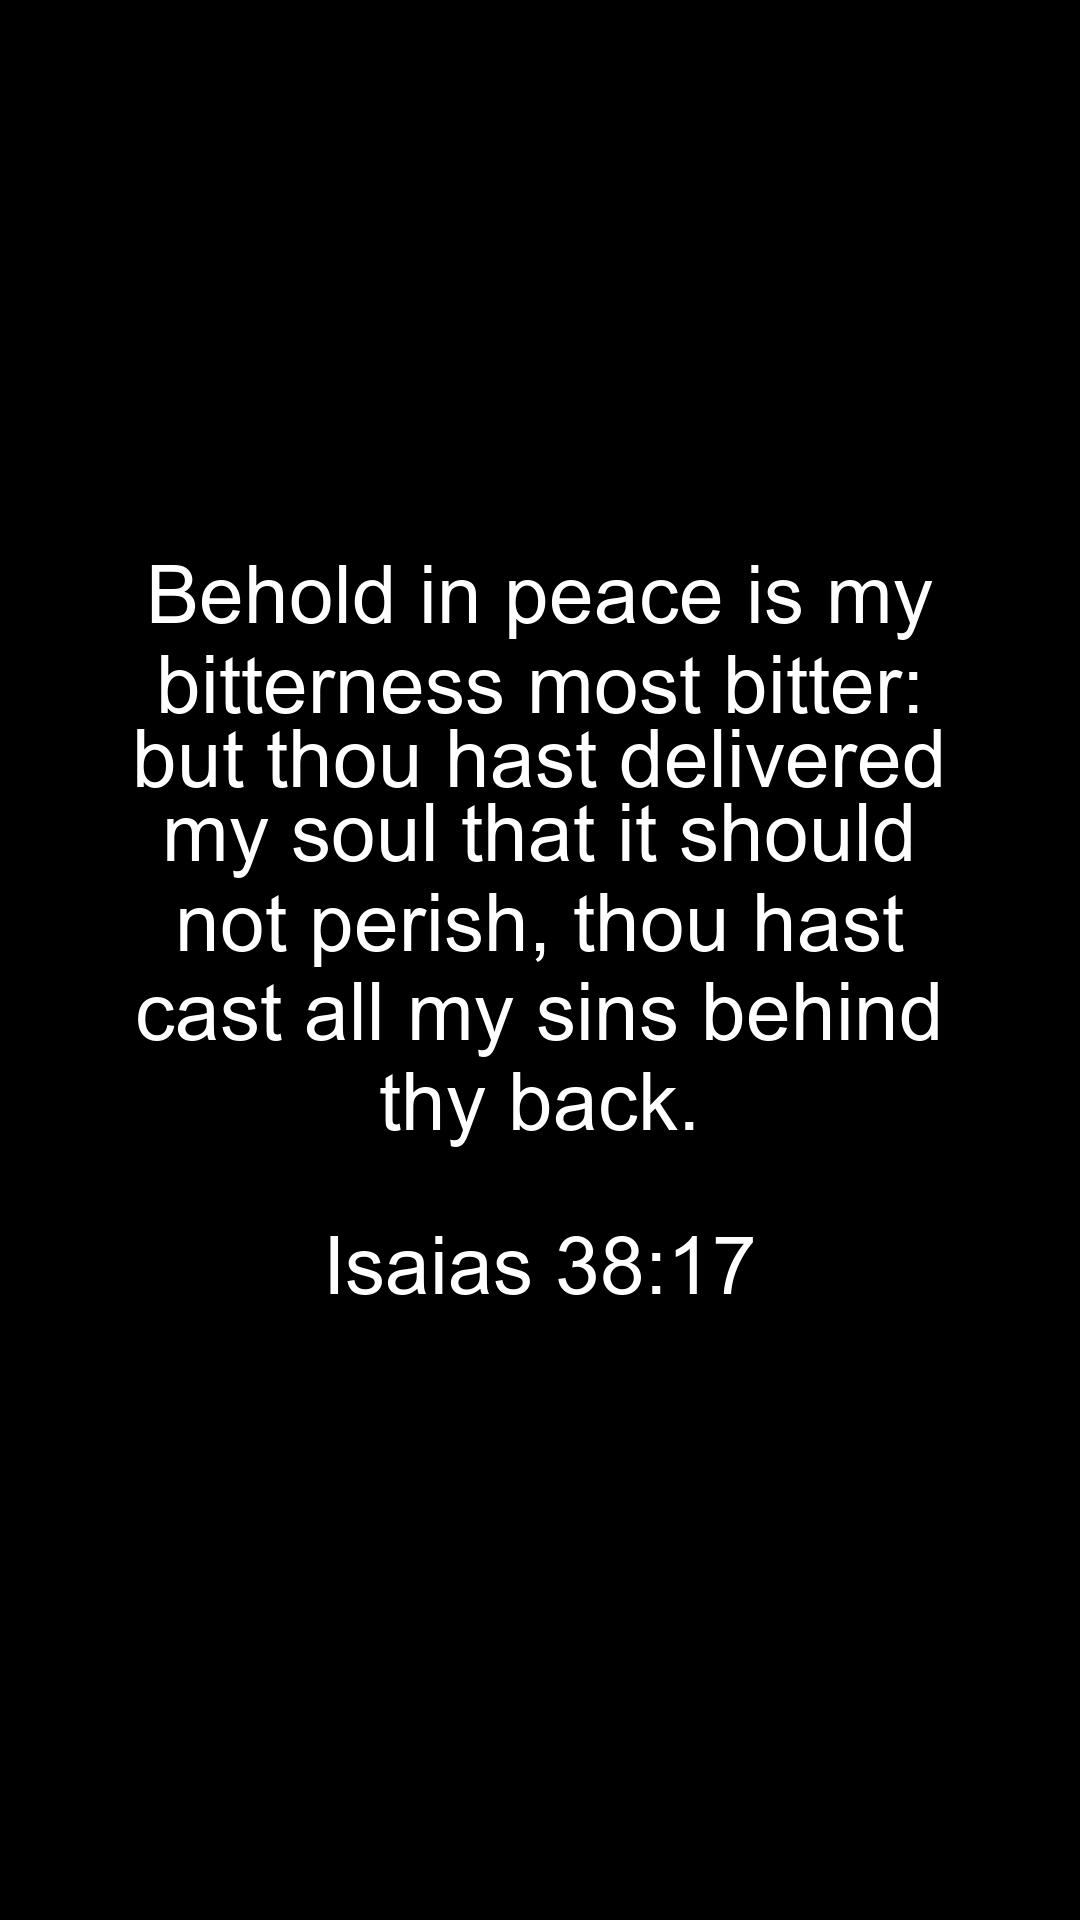 Behold in peace is my
bitterness most bitter:
but thou hast delivered
my soul that it should
not perish, thou hast
cast all my sins behind
thy back.
Isaias 38:17